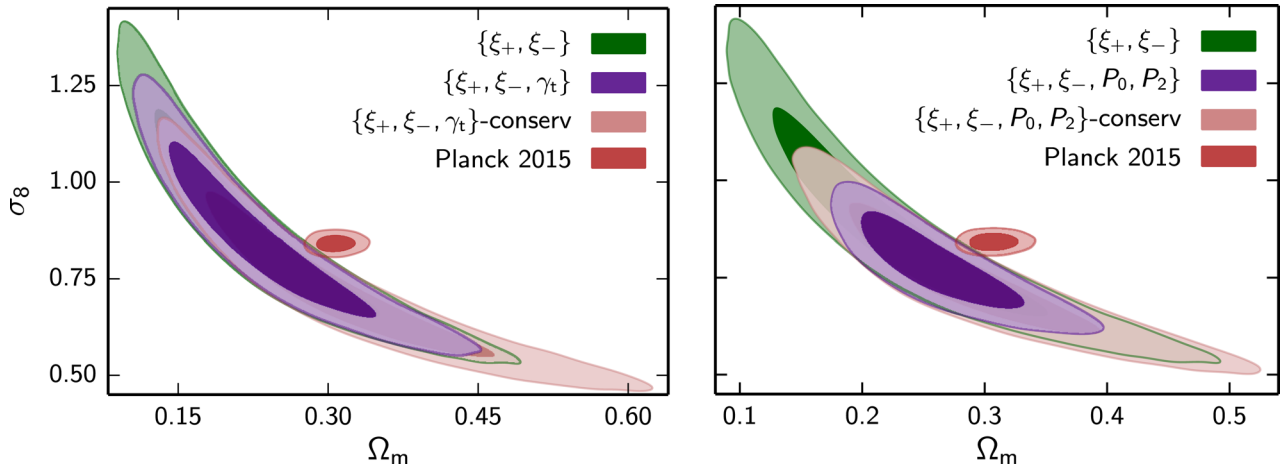 {ξ₊, ξ₋}
{ξ₊, ξ₋, γₜ}
{ξ₊, ξ₋, γₜ}-conserv
Planck 2015
1.25
1.00
0.75
0.50
σ₈
0.15 0.30 0.45 0.60
Ωₘ
{ξ₊, ξ₋}
{ξ₊, ξ₋, P₀, P₂}
{ξ₊, ξ₋, P₀, P₂}-conserv
Planck 2015
0.1 0.2 0.3 0.4 0.5
Ωₘ